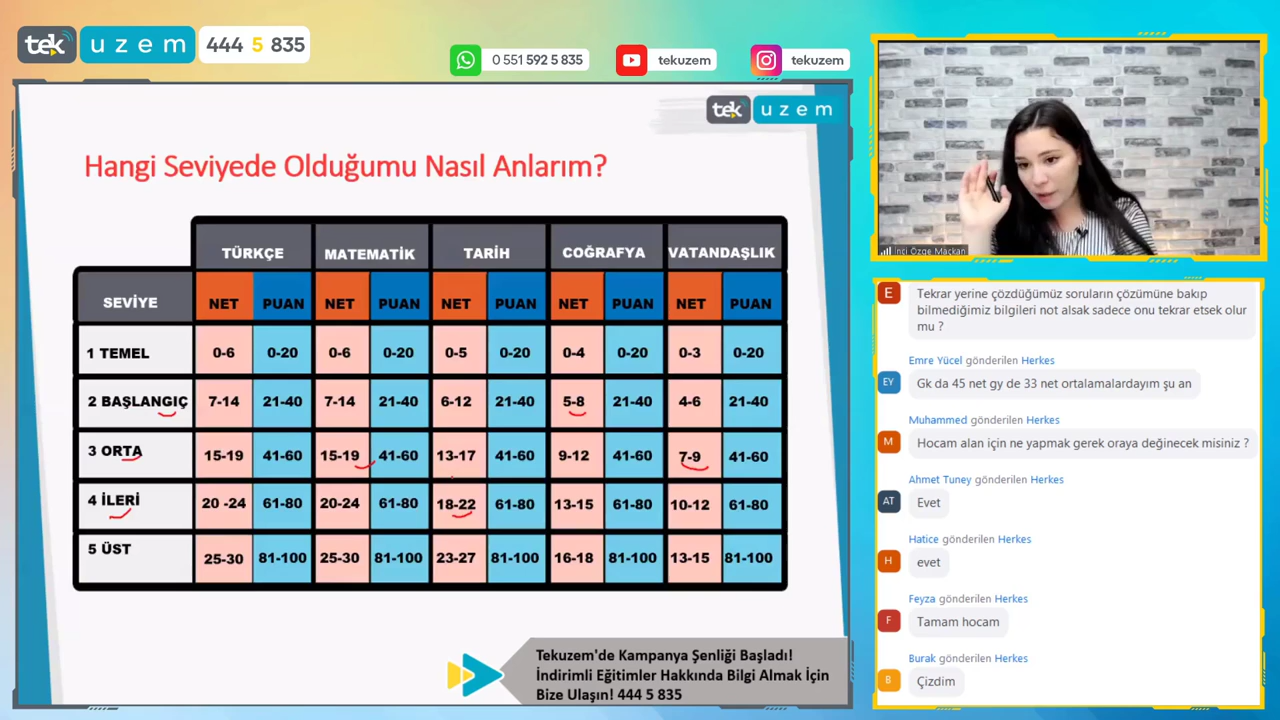 tek uzem 444 5 835
0 551 592 5 835
tekuzem
tekuzem
tek uzem
Hangi Seviyede Olduğumu Nasıl Anlarım?
TÜRKÇE MATEMATİK TARİH COĞRAFYA VATANDAŞLIK
SEVİYE NET PUAN NET PUAN NET PUAN NET PUAN NET PUAN
1 TEMEL 0-6 0-20 0-6 0-20 0-5 0-20 0-4 0-20 0-3 0-20
2 BAŞLANGIÇ 7-14 21-40 7-14 21-40 6-12 21-40 5-8 21-40 4-6 21-40
3 ORTA 15-19 41-60 15-19 41-60 13-17 41-60 9-12 41-60 7-9 41-60
4 İLERİ 20 -24 61-80 20-24 61-80 18-22 61-80 13-15 61-80 10-12 61-80
5 ÜST 25-30 81-100 25-30 81-100 23-27 81-100 16-18 81-100 13-15 81-100
Tekuzem'de Kampanya Şenliği Başladı!
İndirimli Eğitimler Hakkında Bilgi Almak İçin
Bize Ulaşın! 444 5 835
İnci Özge Maçkan
E
Tekrar yerine çözdüğümüz soruların çözümüne bakıp
bilmediğimiz bilgileri not alsak sadece onu tekrar etsek olur
mu ?
Emre Yücel gönderilen Herkes
EY
Gk da 45 net gy de 33 net ortalamalardayım şu an
Muhammed gönderilen Herkes
M
Hocam alan için ne yapmak gerek oraya değinecek misiniz ?
Ahmet Tuney gönderilen Herkes
AT
Evet
Hatice gönderilen Herkes
H
evet
Feyza gönderilen Herkes
F
Tamam hocam
Burak gönderilen Herkes
B
Çizdim